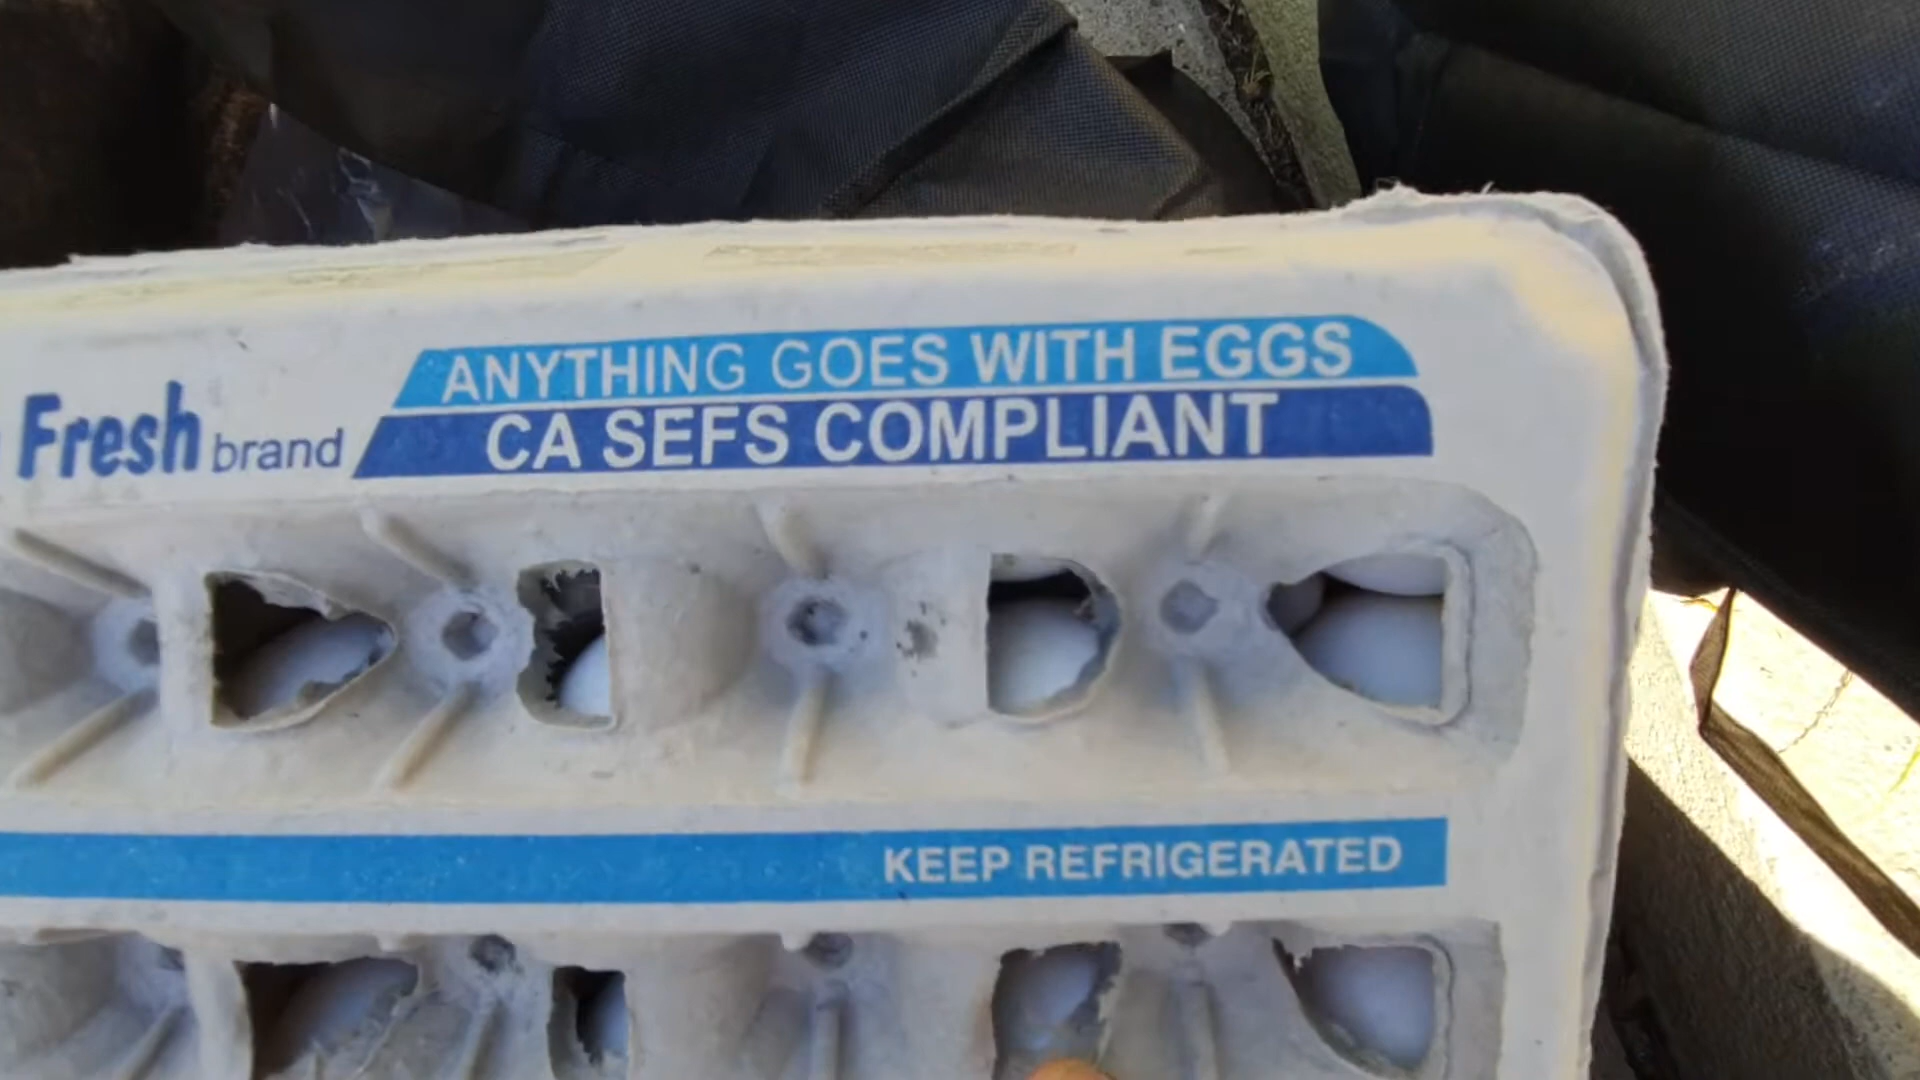 ANYTHING GOES WITH EGGS
Fresh brand
CA SEFS COMPLIANT
KEEP REFRIGERATED